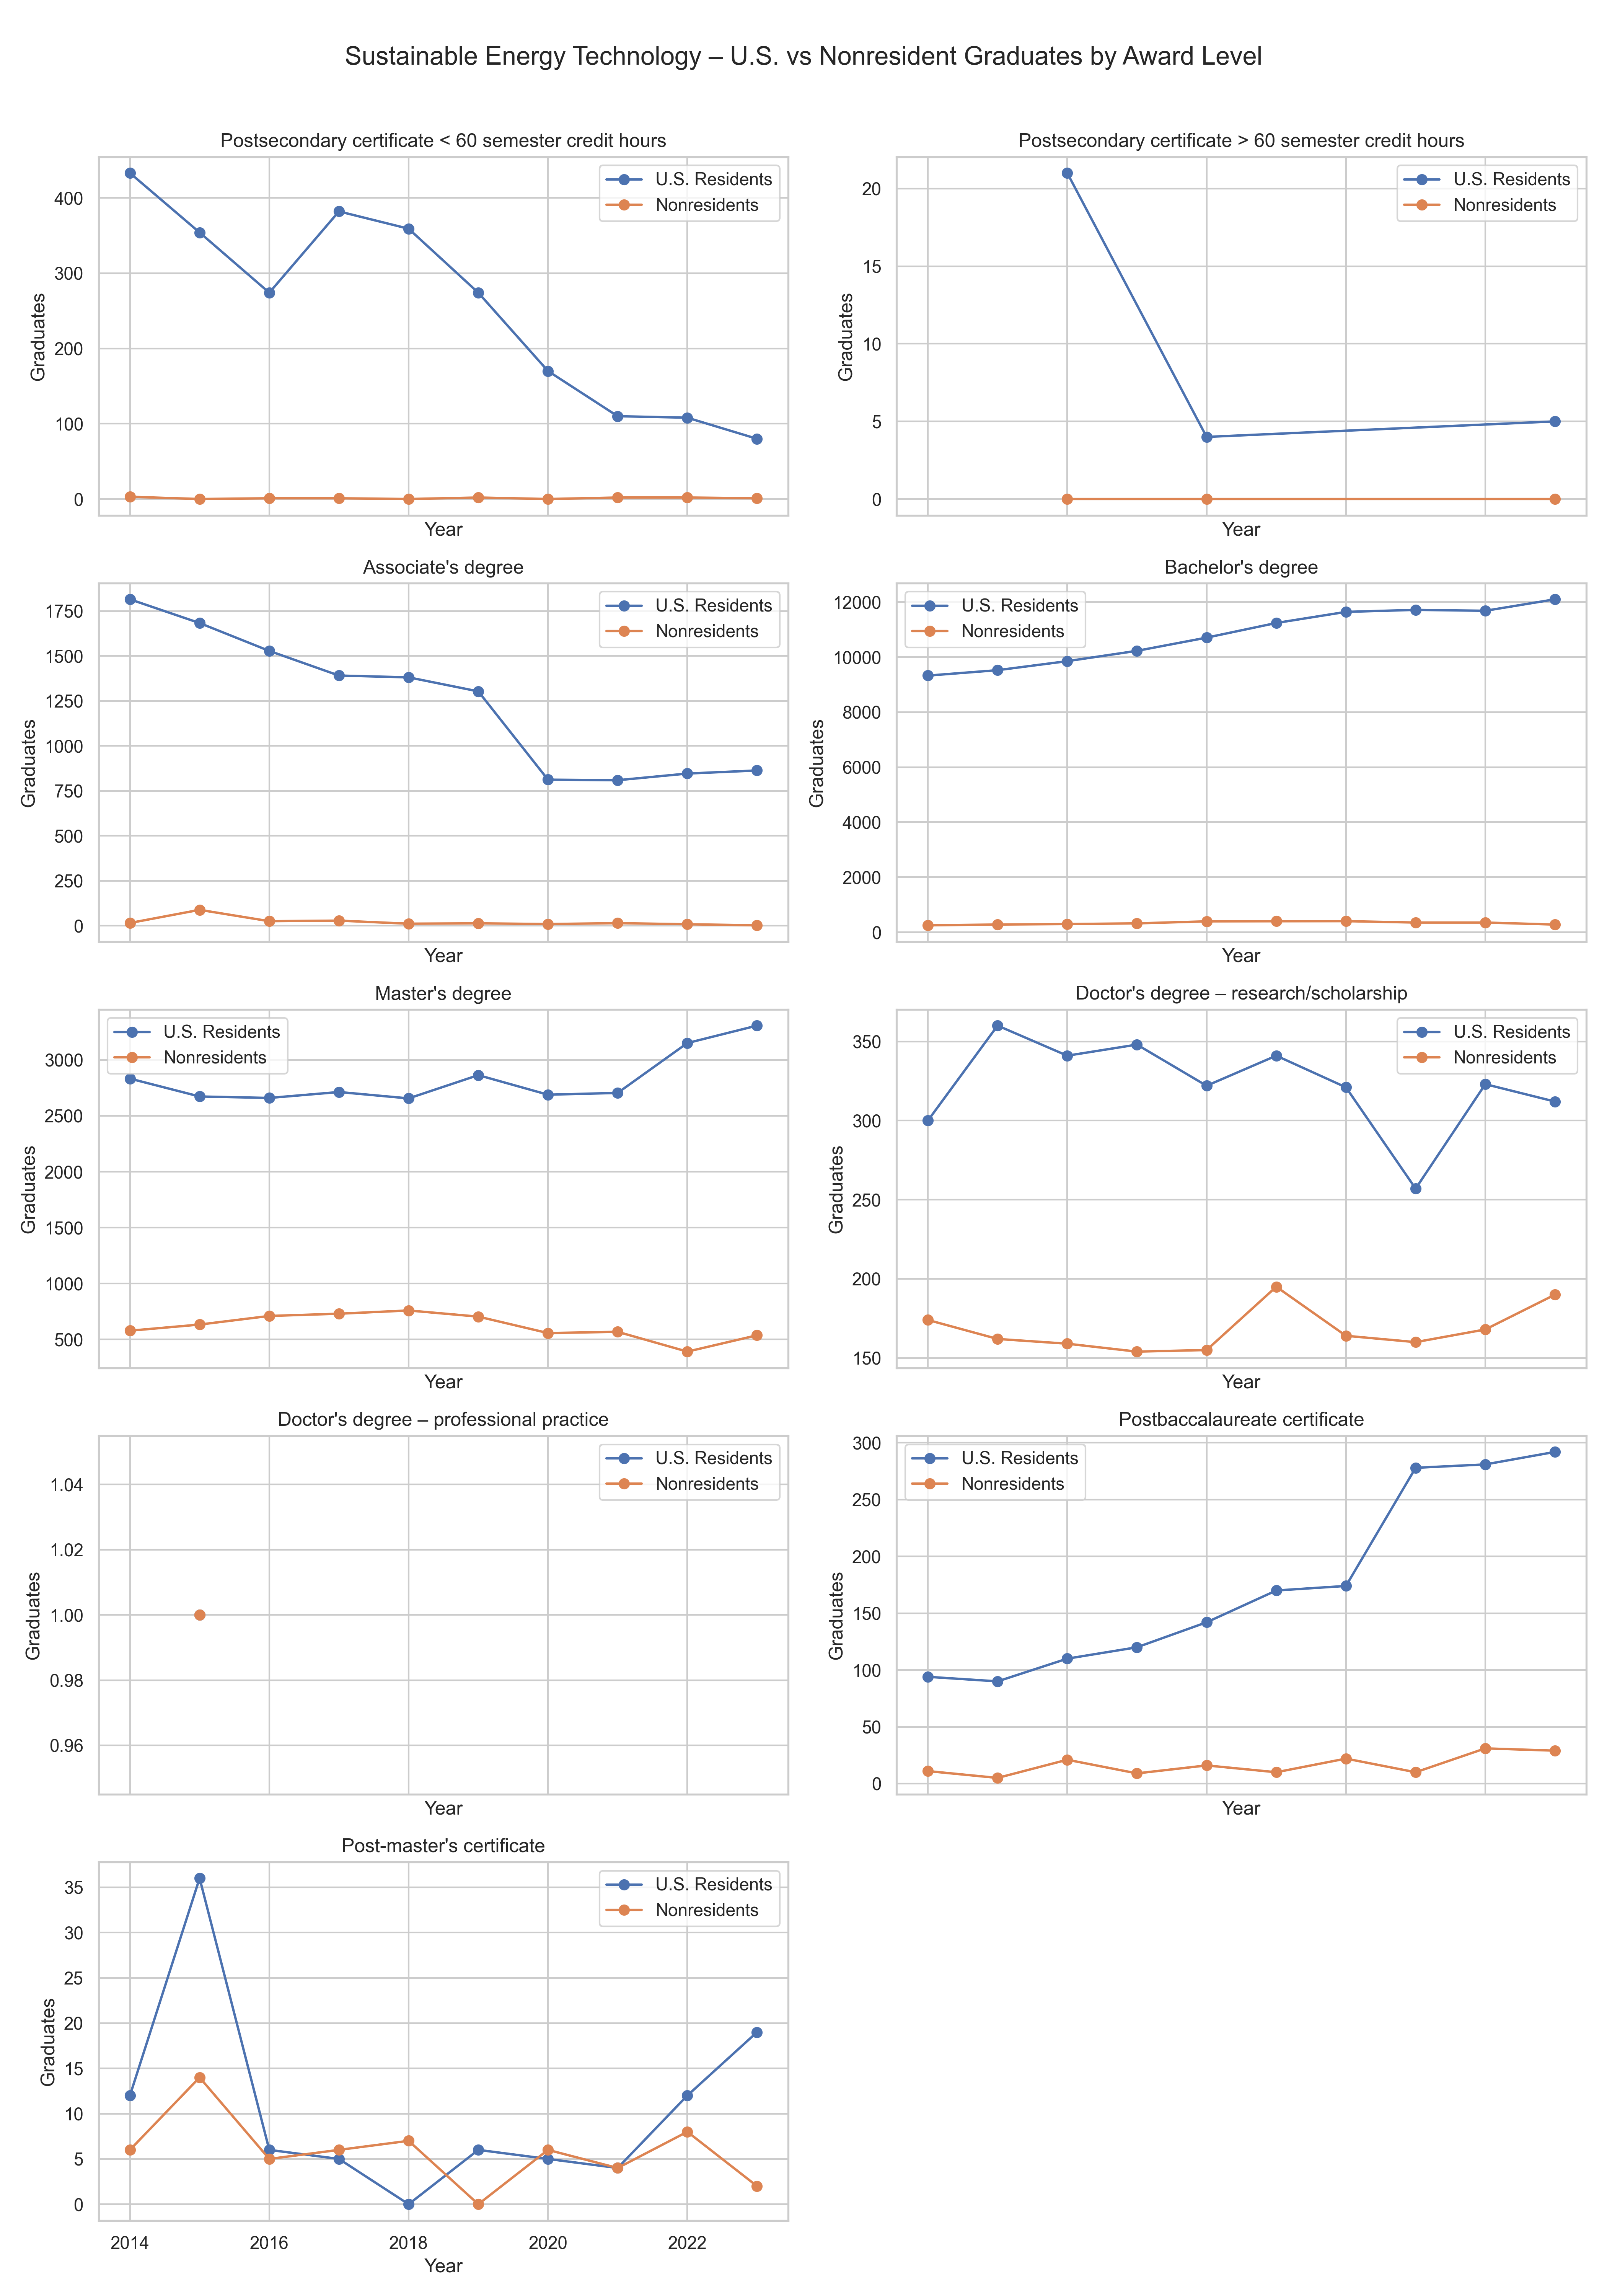 Sustainable Energy Technology – U.S. vs Nonresident Graduates by Award Level
Postsecondary certificate < 60 semester credit hours
U.S. Residents
Nonresidents
400
300
200
100
0
Graduates
Year
Postsecondary certificate > 60 semester credit hours
U.S. Residents
Nonresidents
20
15
10
5
0
Graduates
Year
Associate's degree
U.S. Residents
Nonresidents
1750
1500
1250
1000
750
500
250
0
Graduates
Year
Bachelor's degree
U.S. Residents
Nonresidents
12000
10000
8000
6000
4000
2000
0
Graduates
Year
Master's degree
U.S. Residents
Nonresidents
3000
2500
2000
1500
1000
500
Graduates
Year
Doctor's degree – research/scholarship
U.S. Residents
Nonresidents
350
300
250
200
150
Graduates
Year
Doctor's degree – professional practice
U.S. Residents
Nonresidents
1.04
1.02
1.00
0.98
0.96
Graduates
Year
Postbaccalaureate certificate
U.S. Residents
Nonresidents
300
250
200
150
100
50
0
Graduates
Year
Post-master's certificate
U.S. Residents
Nonresidents
35
30
25
20
15
10
5
0
Graduates
2014 2016 2018 2020 2022
Year